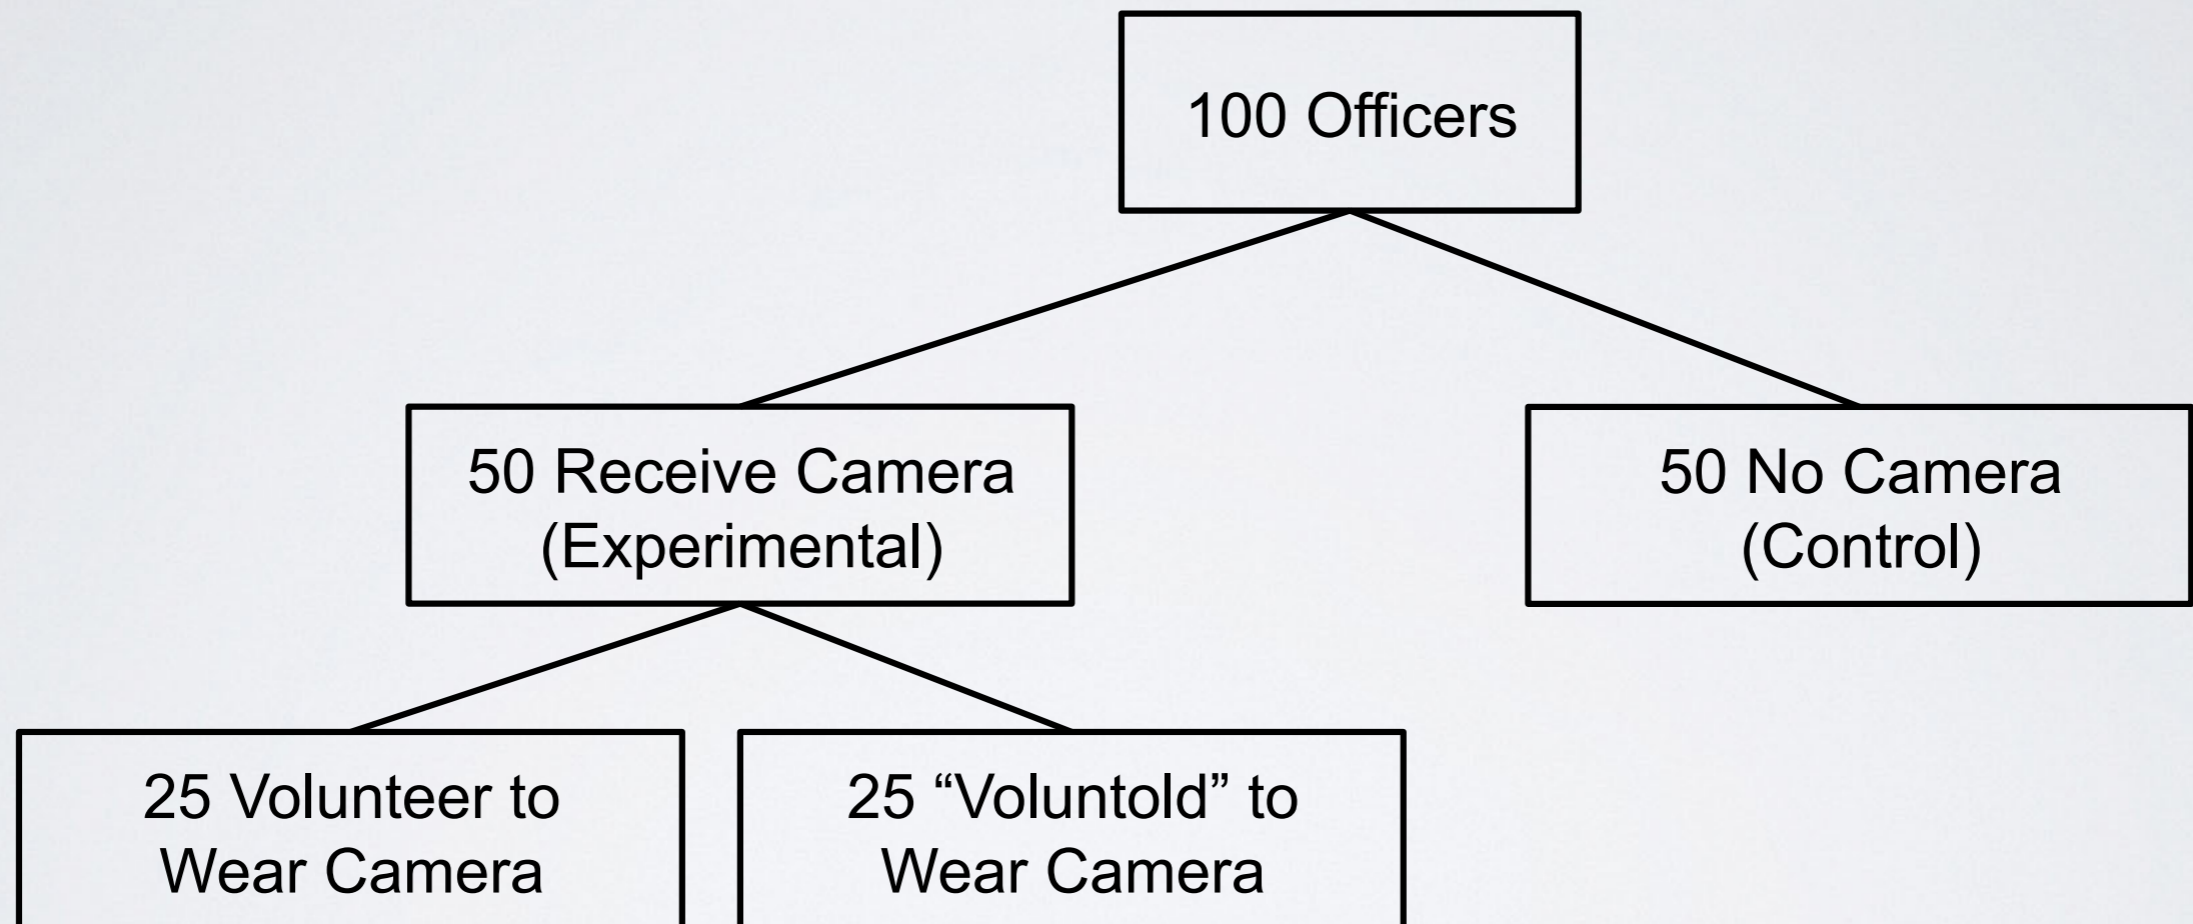 100 Officers
50 Receive Camera
(Experimental)
50 No Camera
(Control)
25 Volunteer to
Wear Camera
25 “Voluntold” to
Wear Camera